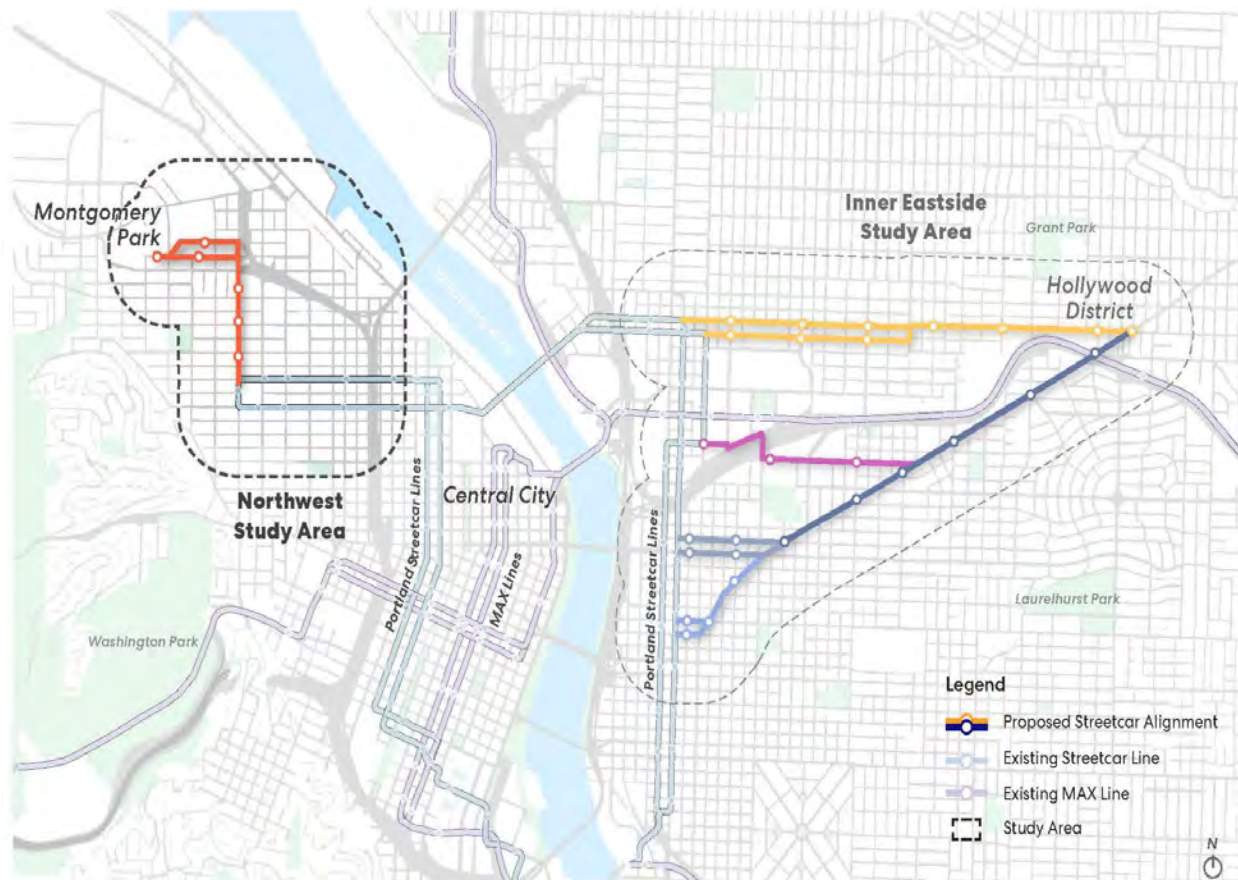 Montgomery
Park
Inner Eastside
Study Area
Grant Park
Hollywood
District
Northwest
Study Area
Central City
Portland Streetcar Lines
MAX Lines
Portland Streetcar Lines
Washington Park
Laurelhurst Park
Legend
Proposed Streetcar Alignment
Existing Streetcar Line
Existing MAX Line
Study Area
N